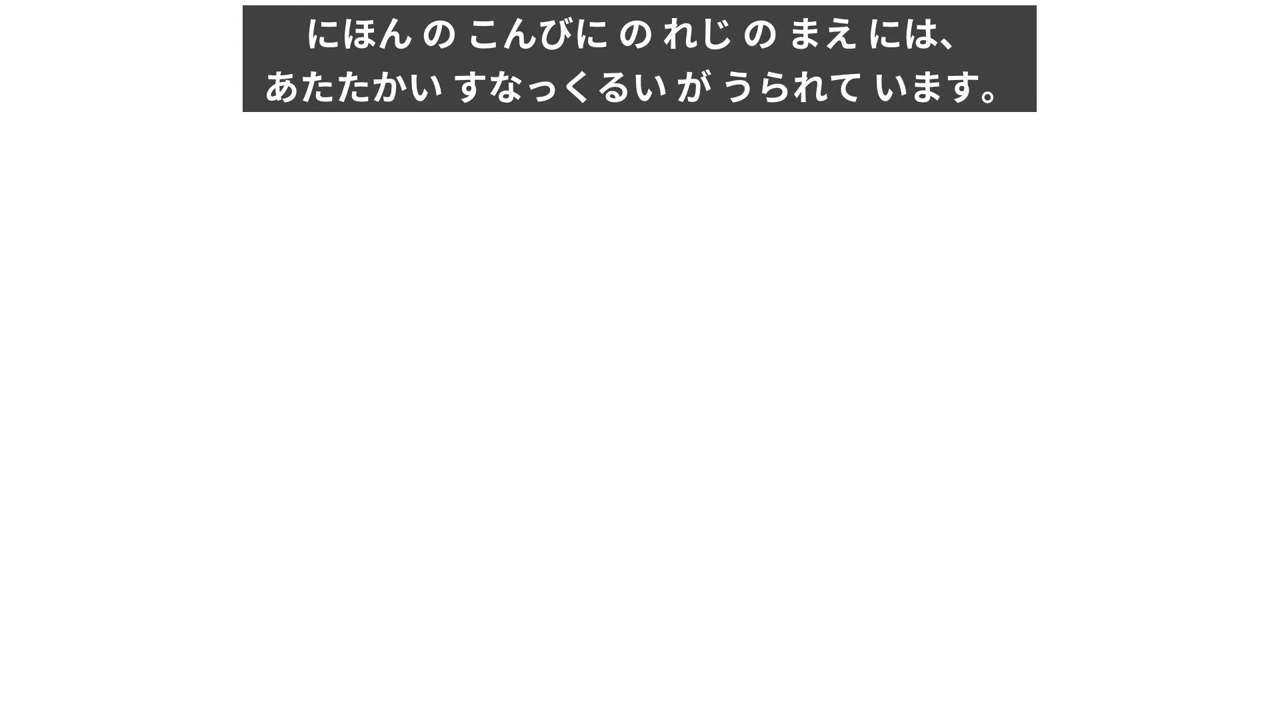 にほん の こんびに の れじ の まえ には、
あたたかい すなっくるい が うられて います。